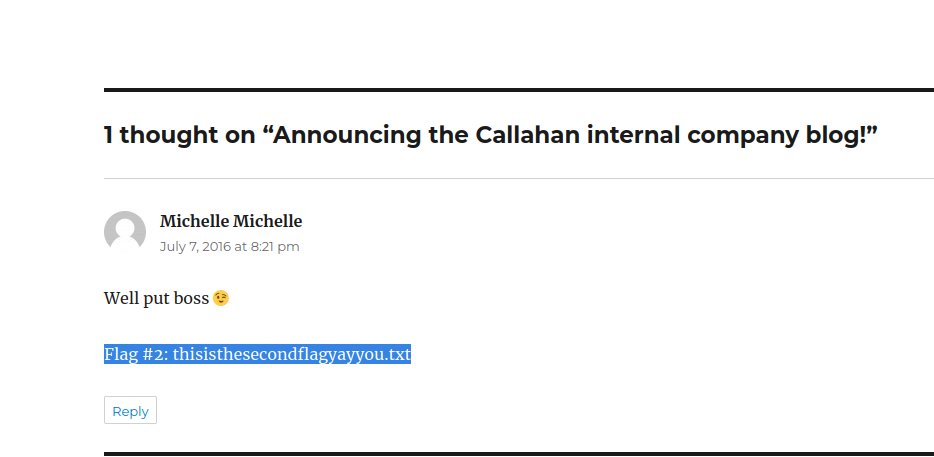 1 thought on “Announcing the Callahan internal company blog!”
Michelle Michelle
July 7, 2016 at 8:21 pm
Well put boss 😉
Flag #2: thisisthesecondflagyayyou.txt
Reply